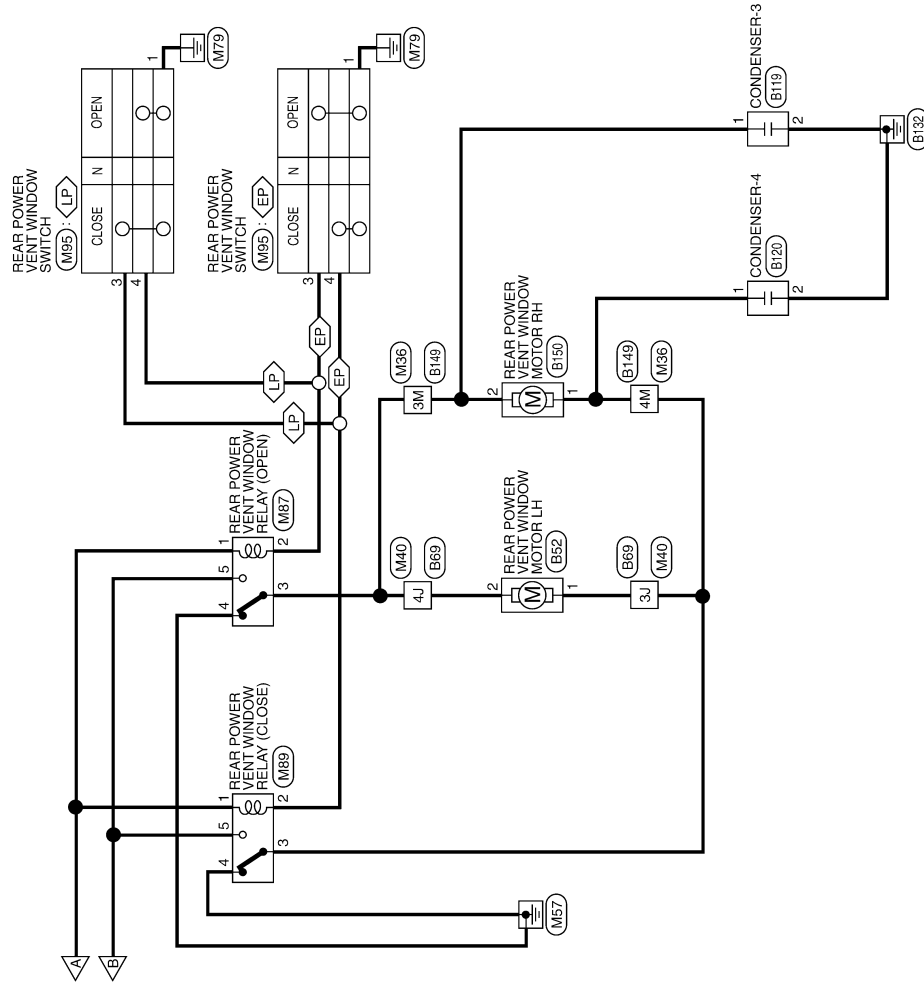 REAR POWER
VENT WINDOW
SWITCH
M95 : LP
CLOSE
N
OPEN
3
4
1
M79
REAR POWER
VENT WINDOW
SWITCH
M95 : EP
CLOSE
N
OPEN
3
4
1
M79
LP
LP
EP
EP
A
B
REAR POWER
VENT WINDOW
RELAY (CLOSE)
M89
4
5
1
3
2
REAR POWER
VENT WINDOW
RELAY (OPEN)
M87
4
5
1
3
2
M57
4J
M40
B69
3M
M36
B149
REAR POWER
VENT WINDOW
MOTOR LH
B52
2
M
1
REAR POWER
VENT WINDOW
MOTOR RH
B150
2
M
1
3J
B69
M40
4M
B149
M36
CONDENSER-4
B120
1
2
CONDENSER-3
B119
1
2
B132